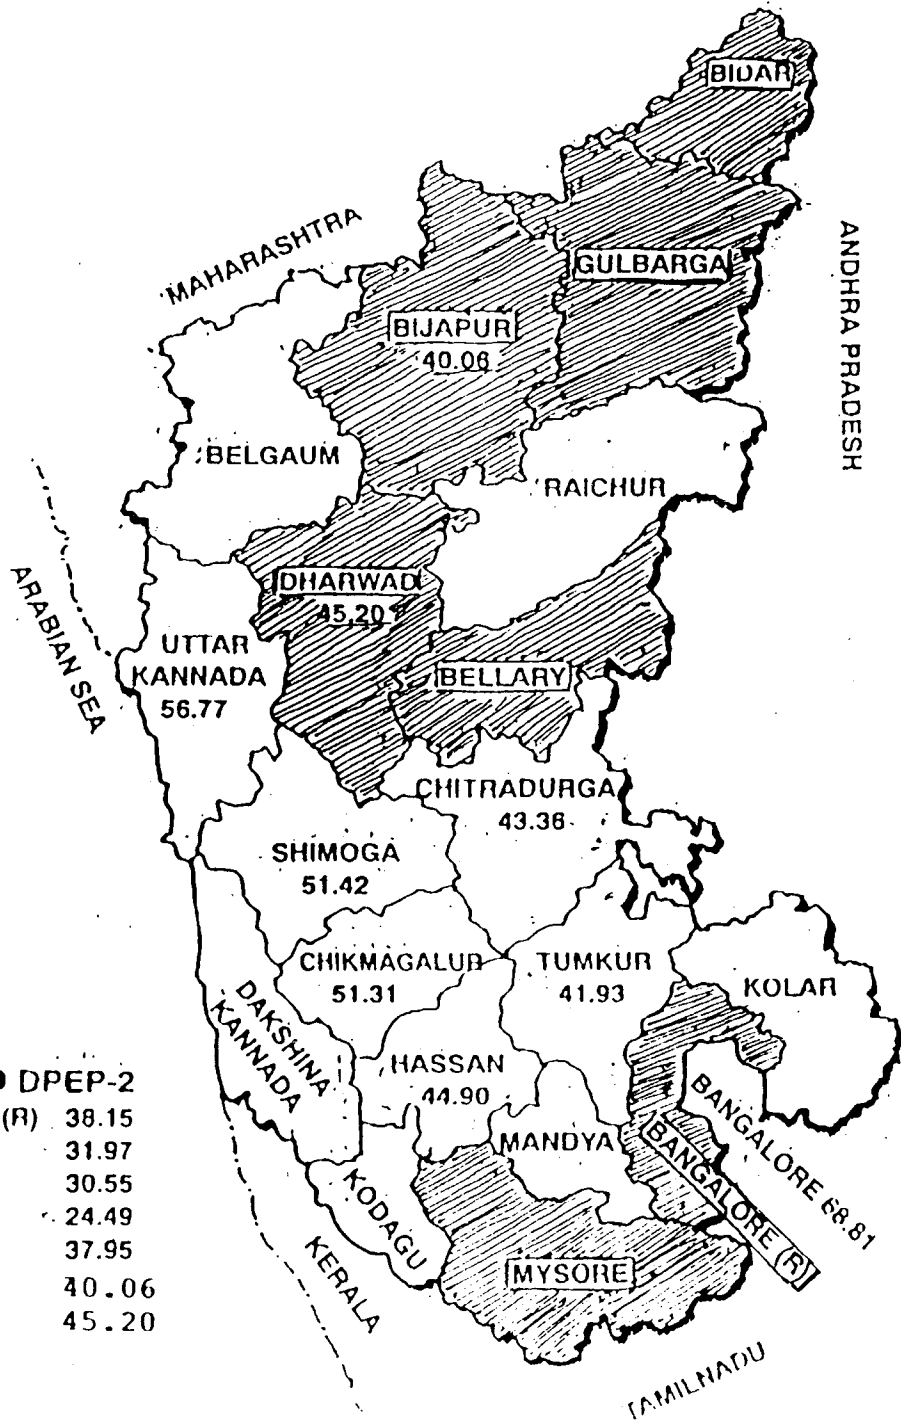 BIDAR
MAHARASHTRA
ANDHRA PRADESH
GULBARGA
BIJAPUR
40.06
BELGAUM
RAICHUR
ARABIAN SEA
DHARWAD
45.20
UTTAR
KANNADA
56.77
BELLARY
CHITRADURGA
43.36
SHIMOGA
51.42
CHIKMAGALUR
51.31
TUMKUR
41.93
KOLAR
DAKSHINA
KANNADA
HASSAN
44.90
MANDYA
BANGALORE 68.81
BANGALORE (R)
KODAGU
KERALA
MYSORE
TAMILNADU
DPEP-2
(R) 38.15
31.97
30.55
24.49
37.95
40.06
45.20